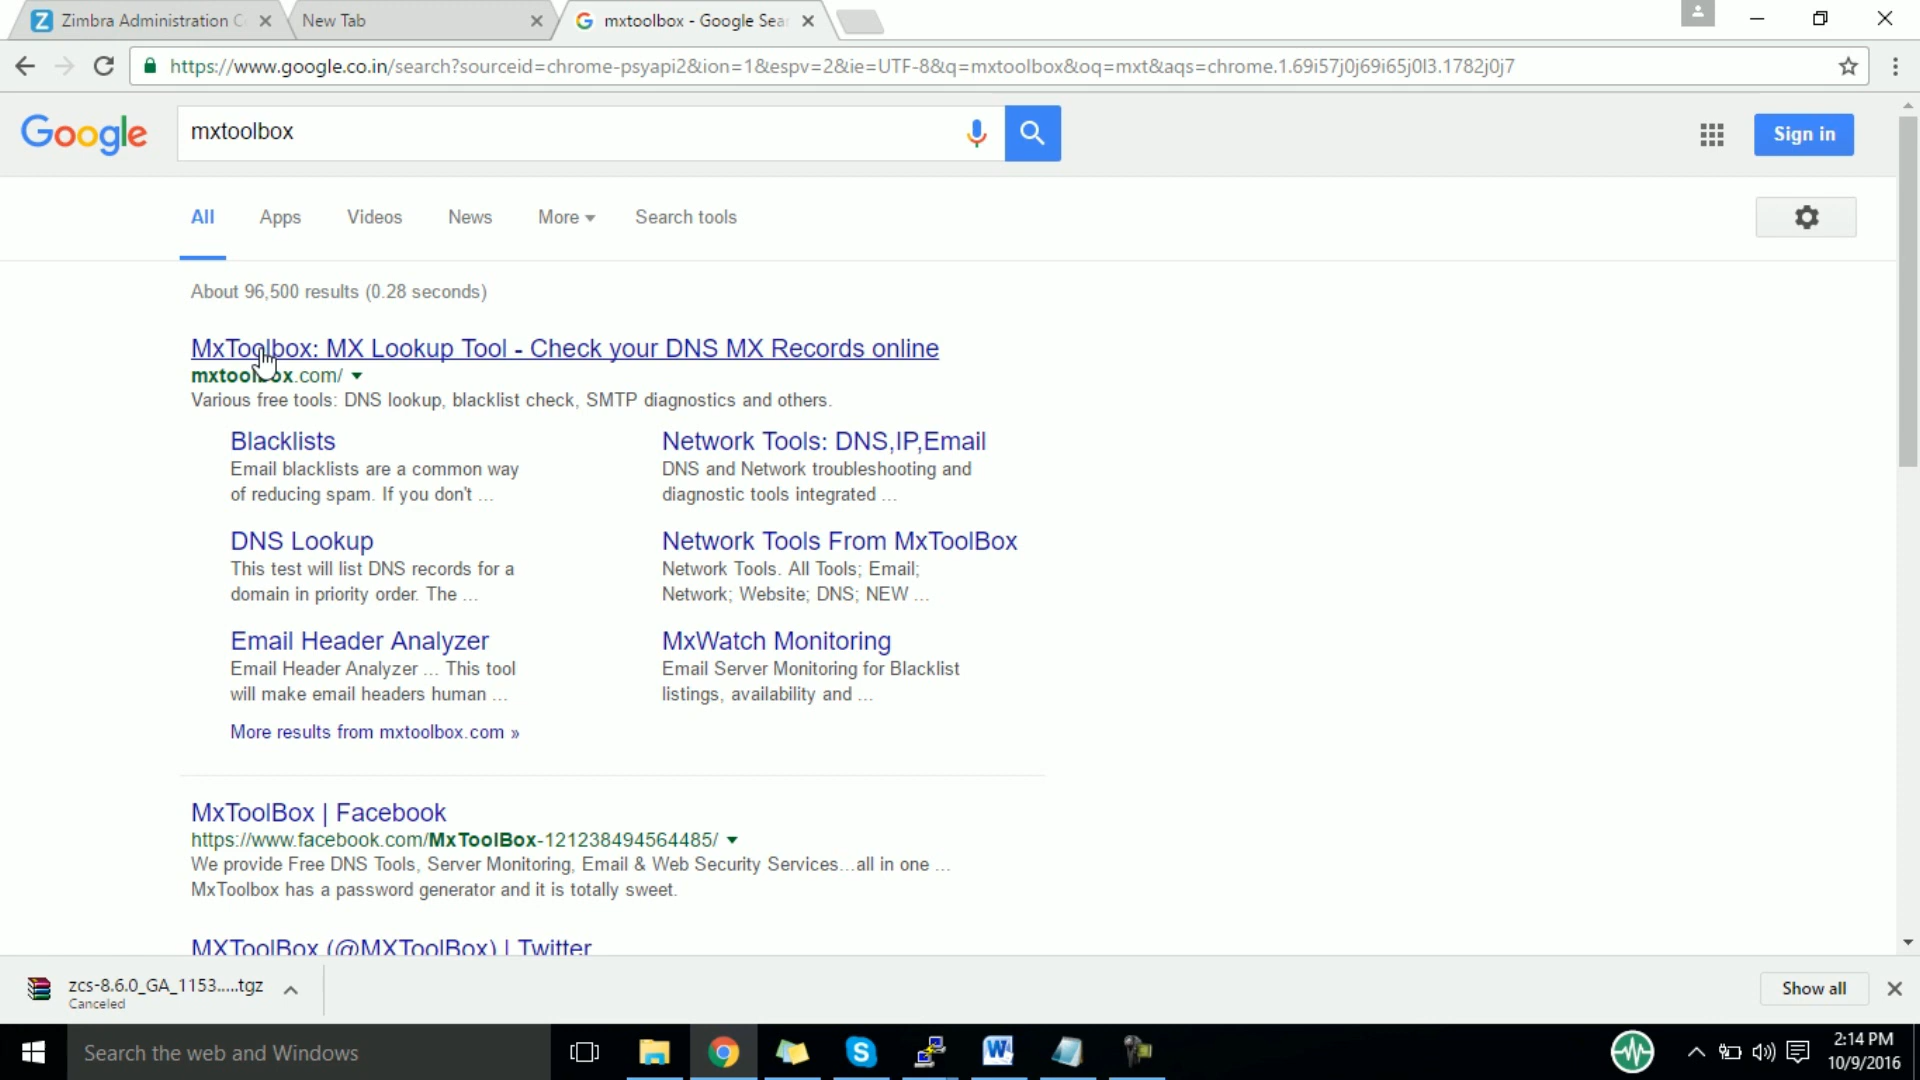 Zimbra Administration C
New Tab
mxtoolbox - Google Sear
https://www.google.co.in/search?sourceid=chrome-psyapi2&ion=1&espv=2&ie=UTF-8&q=mxtoolbox&oq=mxt&aqs=chrome.1.69i57j0j69i65j0l3.1782j0j7
Google
mxtoolbox
Sign in
All
Apps
Videos
News
More
Search tools
About 96,500 results (0.28 seconds)
MxToolbox: MX Lookup Tool - Check your DNS MX Records online
mxtoolbox.com/
Various free tools: DNS lookup, blacklist check, SMTP diagnostics and others.
Blacklists
Email blacklists are a common way
of reducing spam. If you don't ...
Network Tools: DNS,IP,Email
DNS and Network troubleshooting and
diagnostic tools integrated ...
DNS Lookup
This test will list DNS records for a
domain in priority order. The ...
Network Tools From MxToolBox
Network Tools. All Tools; Email;
Network; Website; DNS; NEW ...
Email Header Analyzer
Email Header Analyzer ... This tool
will make email headers human ...
MxWatch Monitoring
Email Server Monitoring for Blacklist
listings, availability and ...
More results from mxtoolbox.com »
MxToolBox | Facebook
https://www.facebook.com/MxToolBox-121238494564485/
We provide Free DNS Tools, Server Monitoring, Email & Web Security Services...all in one ...
MxToolbox has a password generator and it is totally sweet.
MXToolBox (@MXToolBox) | Twitter
zcs-8.6.0_GA_1153.....tgz
Canceled
Show all
Search the web and Windows
2:14 PM
10/9/2016